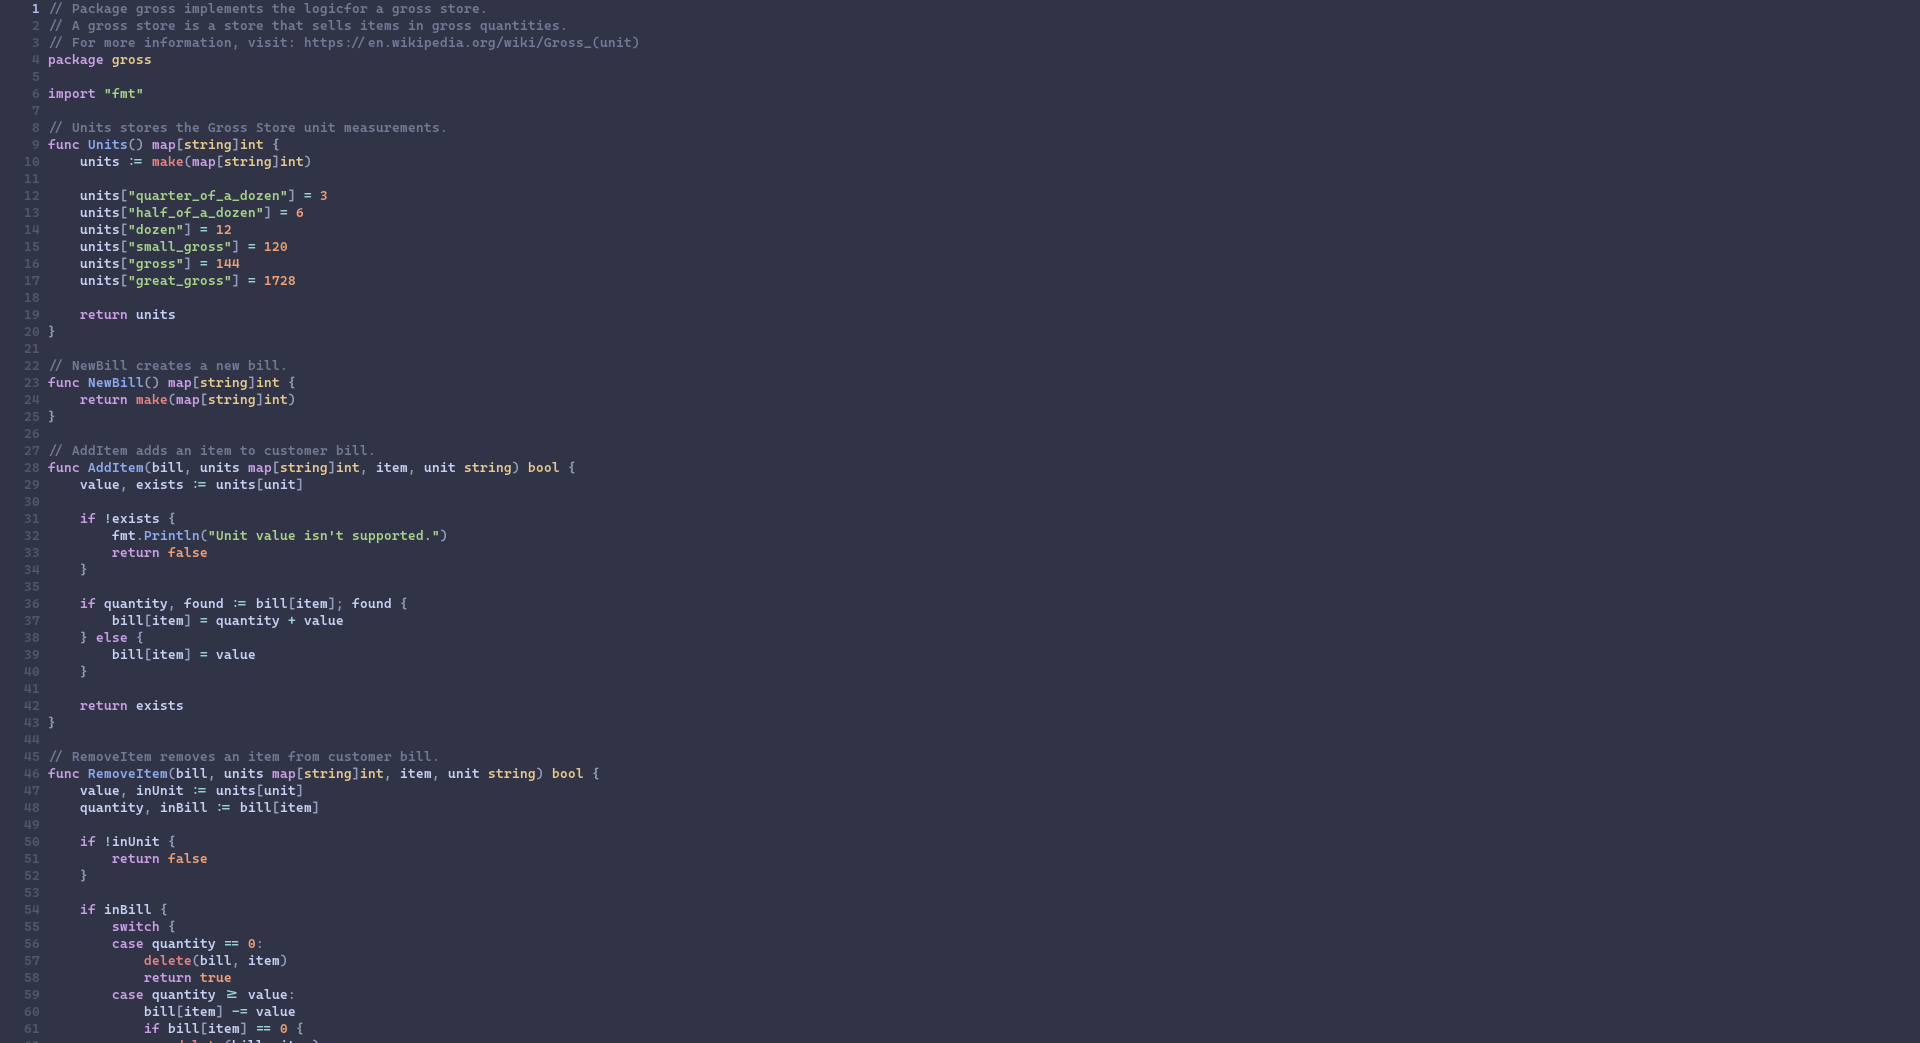 1 // Package gross implements the logicfor a gross store.
2 // A gross store is a store that sells items in gross quantities.
3 // For more information, visit: https://en.wikipedia.org/wiki/Gross_(unit)
4 package gross
5
6 import "fmt"
7
8 // Units stores the Gross Store unit measurements.
9 func Units() map[string]int {
10     units := make(map[string]int)
11
12     units["quarter_of_a_dozen"] = 3
13     units["half_of_a_dozen"] = 6
14     units["dozen"] = 12
15     units["small_gross"] = 120
16     units["gross"] = 144
17     units["great_gross"] = 1728
18
19     return units
20 }
21
22 // NewBill creates a new bill.
23 func NewBill() map[string]int {
24     return make(map[string]int)
25 }
26
27 // AddItem adds an item to customer bill.
28 func AddItem(bill, units map[string]int, item, unit string) bool {
29     value, exists := units[unit]
30
31     if !exists {
32         fmt.Println("Unit value isn't supported.")
33         return false
34     }
35
36     if quantity, found := bill[item]; found {
37         bill[item] = quantity + value
38     } else {
39         bill[item] = value
40     }
41
42     return exists
43 }
44
45 // RemoveItem removes an item from customer bill.
46 func RemoveItem(bill, units map[string]int, item, unit string) bool {
47     value, inUnit := units[unit]
48     quantity, inBill := bill[item]
49
50     if !inUnit {
51         return false
52     }
53
54     if inBill {
55         switch {
56         case quantity == 0:
57             delete(bill, item)
58             return true
59         case quantity ≥ value:
60             bill[item] -= value
61             if bill[item] == 0 {